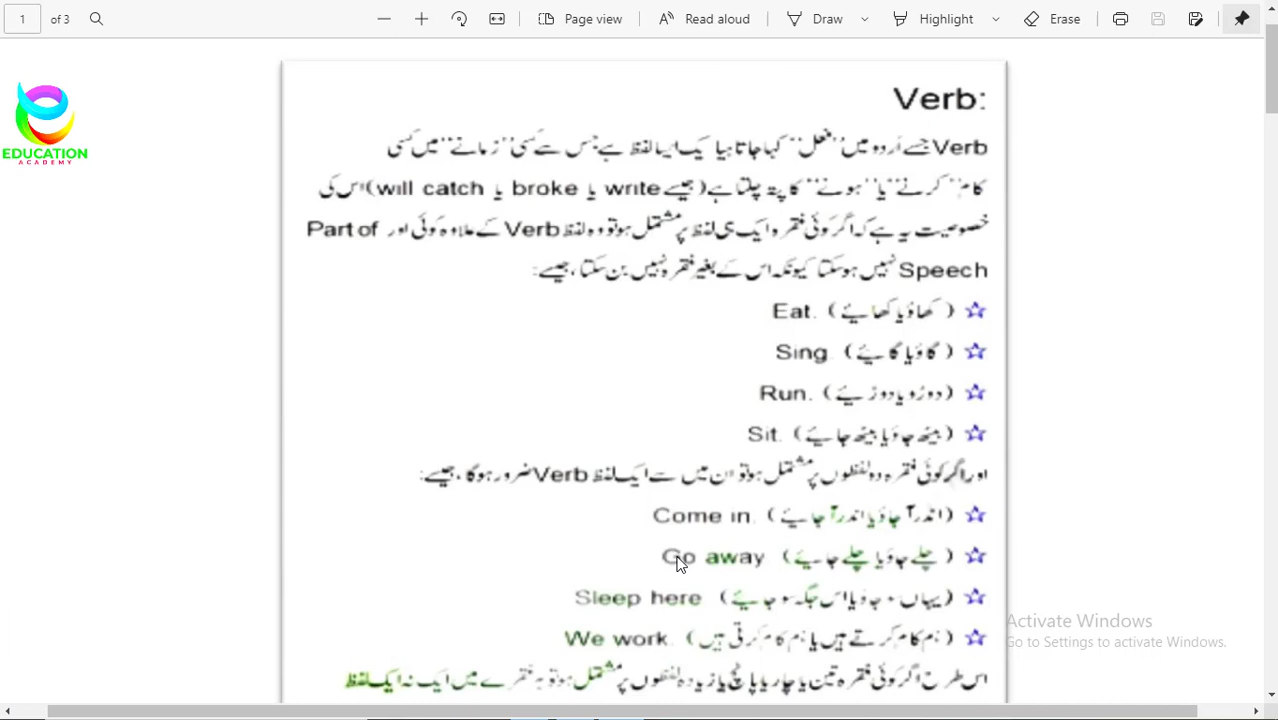 1 of 3 Page view Read aloud Draw Highlight Erase
EDUCATION
ACADEMY
Verb:
Verb جسے اُردو میں ''فعل'' کہا جاتا ہیا یک ایسا لفظ ہے جس سے کسی ''زمانے'' میں کسی
کام ''کرنے'' یا ''ہونے'' کا پتہ چلتا ہے (جیسے write یا broke یا will catch) اس کی
خصوصیت یہ ہے کہ اگر کوئی فقرہ ایک ہی لفظ پر مشتمل ہو تو وہ لفظ Verb کے علاوہ کوئی اور Part of
Speech نہیں ہو سکتا کیونکہ اس کے بغیر فقرہ نہیں بن سکتا، جیسے:
☆ (کھاؤ یا کھائیے) Eat.
☆ (گاؤ یا گائیے) Sing.
☆ (دوڑو یا دوڑیے) Run.
☆ (بیٹھ جاؤ یا بیٹھ جائیے) Sit.
اور اگر کوئی فقرہ دو لفظوں پر مشتمل ہو تو ان میں سے ایک لفظ Verb ضرور ہوگا، جیسے:
☆ (اندر آ جاؤ یا اندر آ جائیے) Come in.
☆ (چلے جاؤ یا چلے جائیے) Go away
☆ (یہاں سو جاؤ یا اس جگہ سو جائیے) Sleep here
☆ (ہم کام کرتے ہیں یا ہم کام کرتی ہیں) We work.
اس طرح اگر کوئی فقرہ تین یا چار یا پانچ یا زیادہ لفظوں پر مشتمل ہو تو ہر فقرے میں ایک نہ ایک لفظ
Activate Windows
Go to Settings to activate Windows.